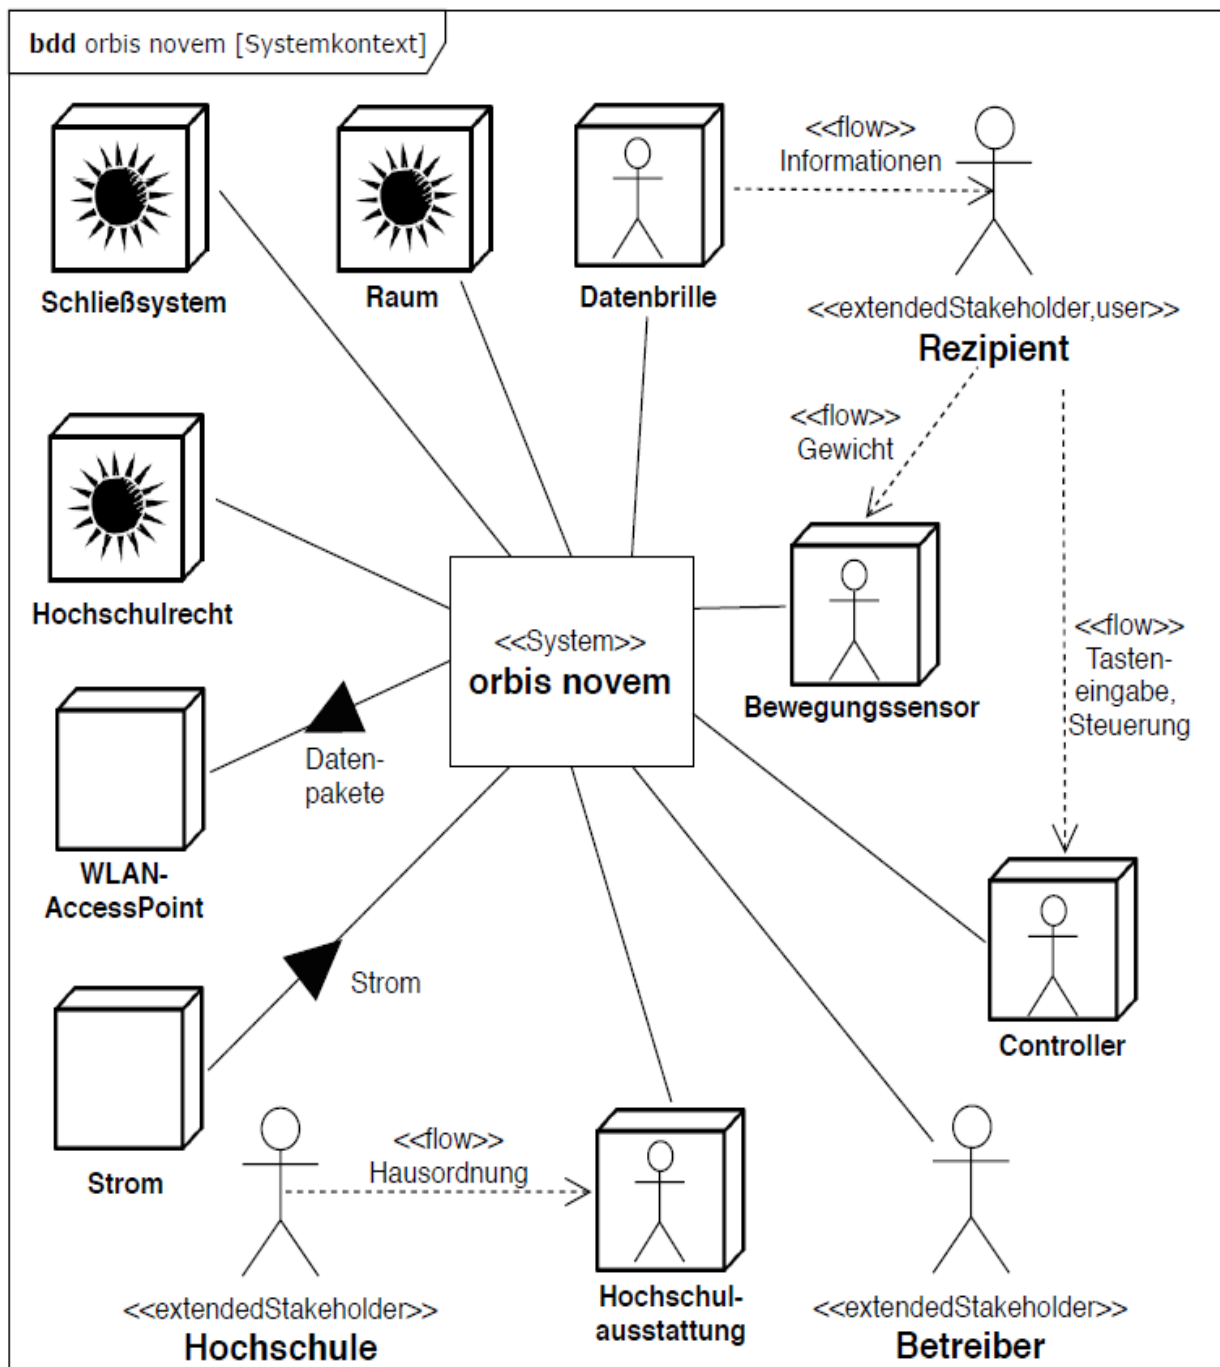 bdd orbis novem [Systemkontext]
<<flow>>
Informationen
Schließsystem
Raum
Datenbrille
<<extendedStakeholder,user>>
Rezipient
<<flow>>
Gewicht
Hochschulrecht
<<System>>
orbis novem
Bewegungssensor
<<flow>>
Tasten-
eingabe,
Steuerung
Daten-
pakete
WLAN-
AccessPoint
Strom
Controller
Strom
<<flow>>
Hausordnung
<<extendedStakeholder>>
Hochschule
Hochschul-
ausstattung
<<extendedStakeholder>>
Betreiber